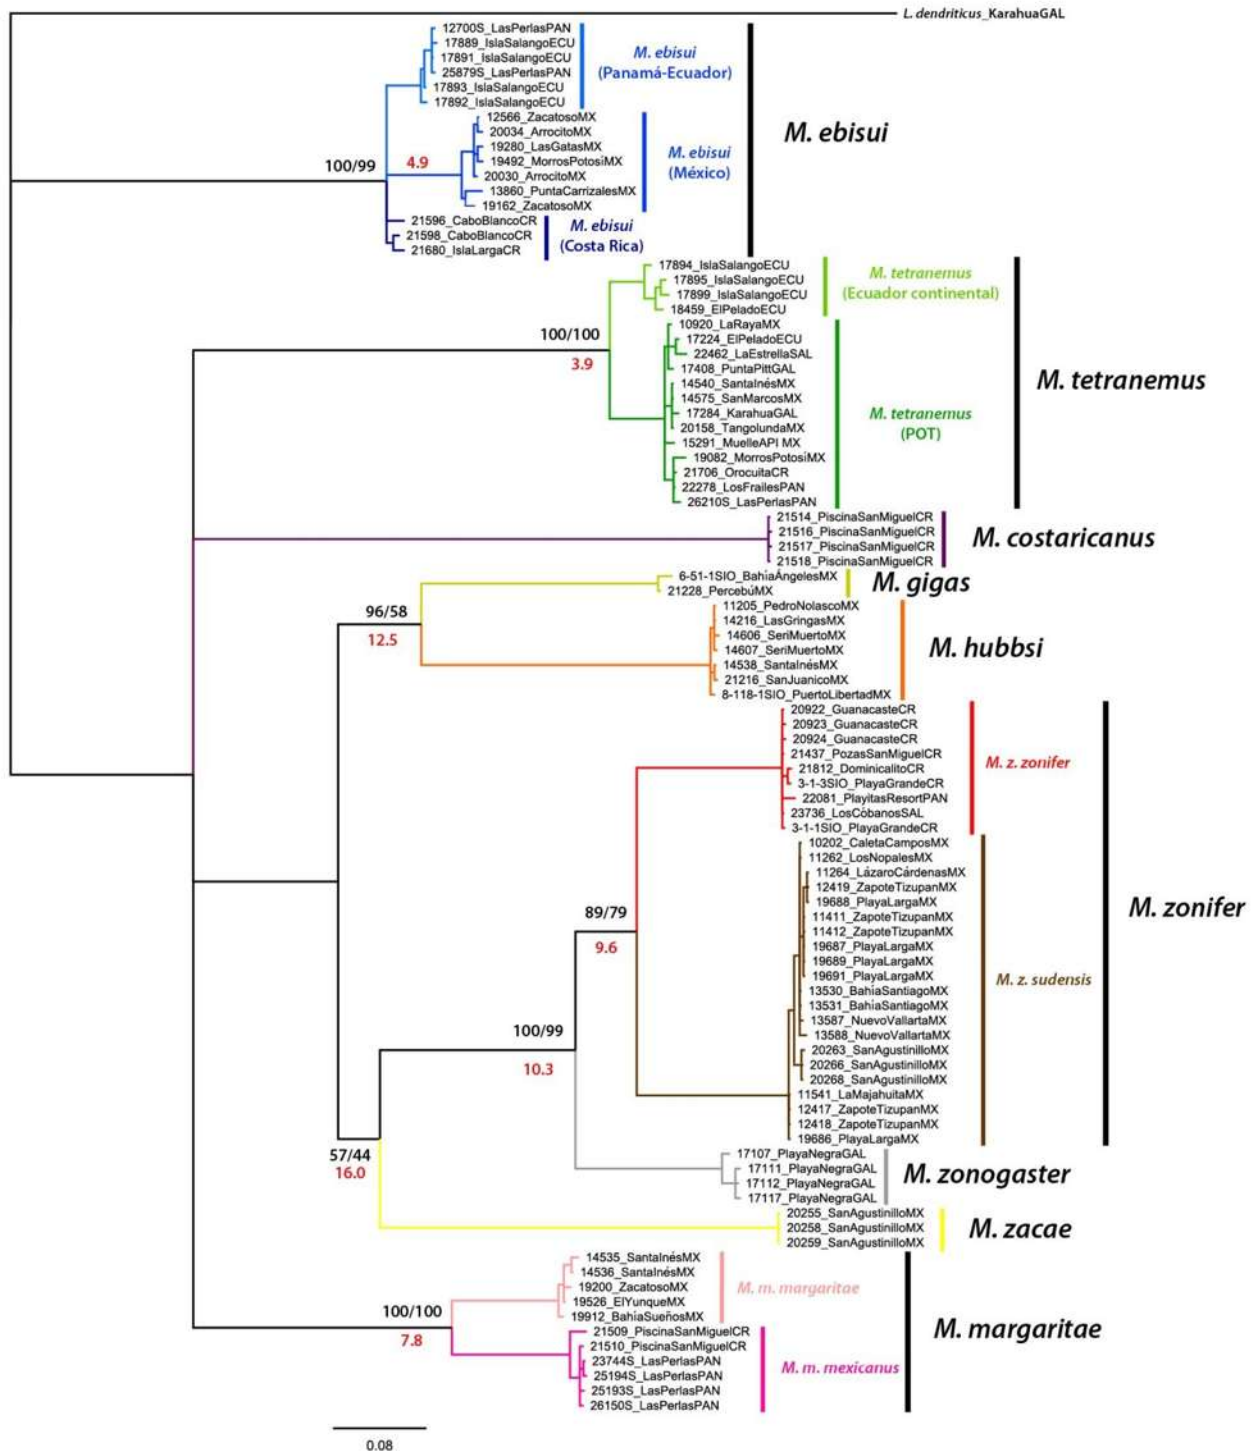 L. dendriticus_KarahuaGAL
12700S_LasPerlasPAN
17889_IslaSalangoECU
17891_IslaSalangoECU
25879S_LasPerlasPAN
17893_IslaSalangoECU
17892_IslaSalangoECU
M. ebisui
(Panamá-Ecuador)
12566_ZacatosoMX
20034_ArrocitoMX
19280_LasGatasMX
19492_MorrosPotosíMX
20030_ArrocitoMX
13860_PuntaCarrizalesMX
19162_ZacatosoMX
M. ebisui
(México)
M. ebisui
100/99
4.9
21596_CaboBlancoCR
21598_CaboBlancoCR
21680_IslaLargaCR
M. ebisui
(Costa Rica)
17894_IslaSalangoECU
17895_IslaSalangoECU
17899_IslaSalangoECU
18459_ElPeladoECU
M. tetranemus
(Ecuador continental)
100/100
3.9
10920_LaRayaMX
17224_ElPeladoECU
22462_LaEstrellaSAL
17408_PuntaPittGAL
14540_SantaInésMX
14575_SanMarcosMX
17284_KarahuaGAL
20158_TangolundaMX
15291_MuelleAPI MX
19082_MorrosPotosíMX
21706_OrocuitaCR
22278_LosFrailesPAN
26210S_LasPerlasPAN
M. tetranemus
(POT)
M. tetranemus
21514_PiscinaSanMiguelCR
21516_PiscinaSanMiguelCR
21517_PiscinaSanMiguelCR
21518_PiscinaSanMiguelCR
M. costaricanus
6-51-1SIO_BahíaÁngelesMX
21228_PercebúMX
M. gigas
96/58
12.5
11205_PedroNolascoMX
14216_LasGringasMX
14606_SeriMuertoMX
14607_SeriMuertoMX
14538_SantaInésMX
21216_SanJuanicoMX
8-118-1SIO_PuertoLibertadMX
M. hubbsi
20922_GuanacasteCR
20923_GuanacasteCR
20924_GuanacasteCR
21437_PozasSanMiguelCR
21812_DominicalitoCR
3-1-3SIO_PlayaGrandeCR
22081_PlayitasResortPAN
23736_LosCóbanosSAL
3-1-1SIO_PlayaGrandeCR
M. z. zonifer
10202_CaletaCamposMX
11262_LosNopalesMX
11264_LázaroCárdenasMX
12419_ZapoteTizupanMX
19688_PlayaLargaMX
11411_ZapoteTizupanMX
11412_ZapoteTizupanMX
19687_PlayaLargaMX
19689_PlayaLargaMX
19691_PlayaLargaMX
13530_BahíaSantiagoMX
13531_BahíaSantiagoMX
13587_NuevoVallartaMX
13588_NuevoVallartaMX
20263_SanAgustinilloMX
20266_SanAgustinilloMX
20268_SanAgustinilloMX
11541_LaMajahuitaMX
12417_ZapoteTizupanMX
12418_ZapoteTizupanMX
19686_PlayaLargaMX
M. z. sudensis
M. zonifer
89/79
9.6
100/99
10.3
17107_PlayaNegraGAL
17111_PlayaNegraGAL
17112_PlayaNegraGAL
17117_PlayaNegraGAL
M. zonogaster
57/44
16.0
20255_SanAgustinilloMX
20258_SanAgustinilloMX
20259_SanAgustinilloMX
M. zacae
14535_SantaInésMX
14536_SantaInésMX
19200_ZacatosoMX
19526_ElYunqueMX
19912_BahíaSueñosMX
M. m. margaritae
100/100
7.8
21509_PiscinaSanMiguelCR
21510_PiscinaSanMiguelCR
23744S_LasPerlasPAN
25194S_LasPerlasPAN
25193S_LasPerlasPAN
26150S_LasPerlasPAN
M. m. mexicanus
M. margaritae
0.08